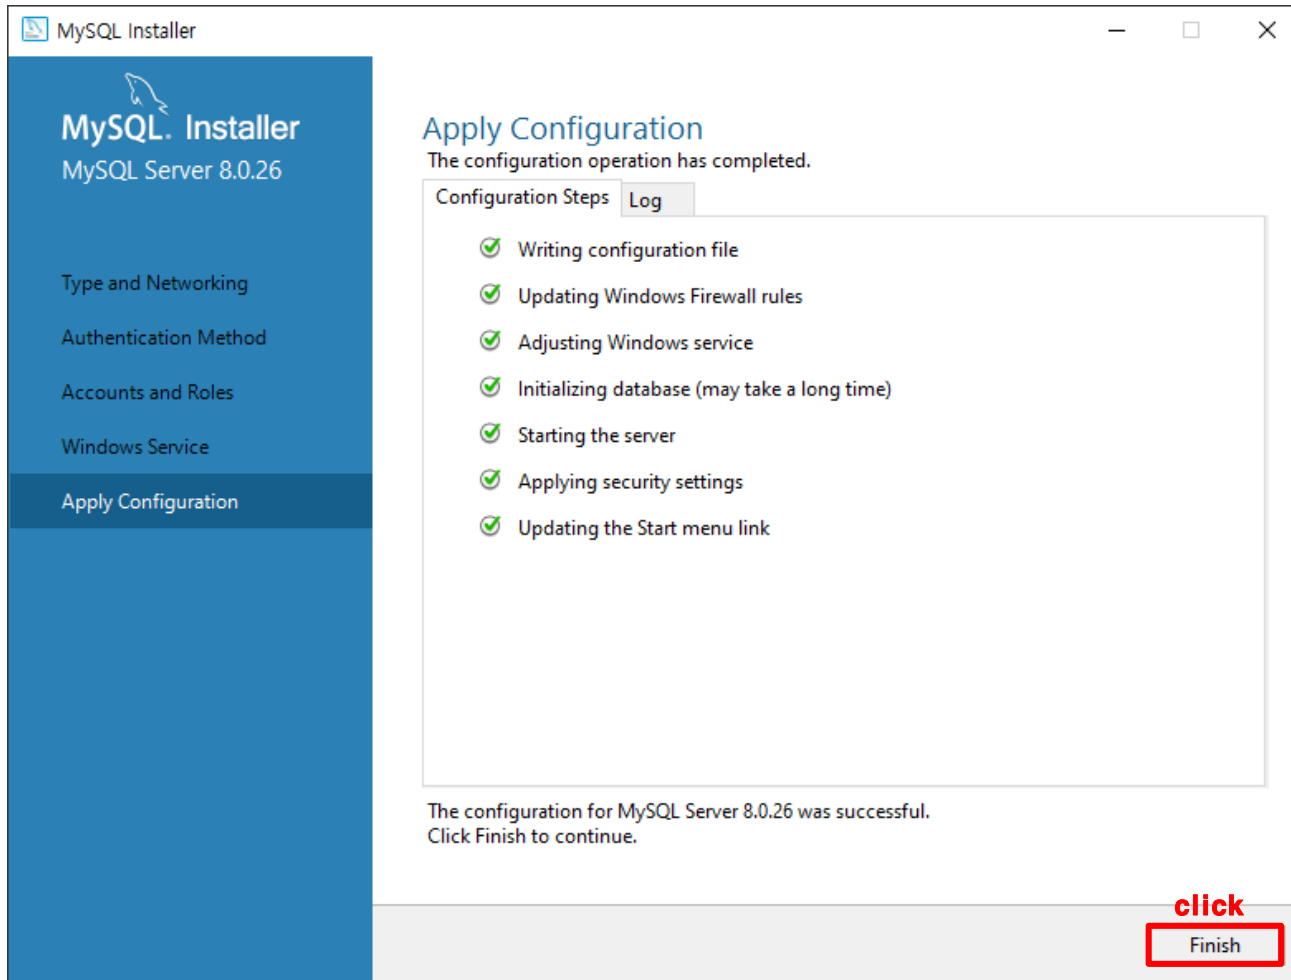 MySQL Installer
MySQL. Installer
MySQL Server 8.0.26
Type and Networking
Authentication Method
Accounts and Roles
Windows Service
Apply Configuration
Apply Configuration
The configuration operation has completed.
Configuration Steps
Log
Writing configuration file
Updating Windows Firewall rules
Adjusting Windows service
Initializing database (may take a long time)
Starting the server
Applying security settings
Updating the Start menu link
The configuration for MySQL Server 8.0.26 was successful.
Click Finish to continue.
click
Finish